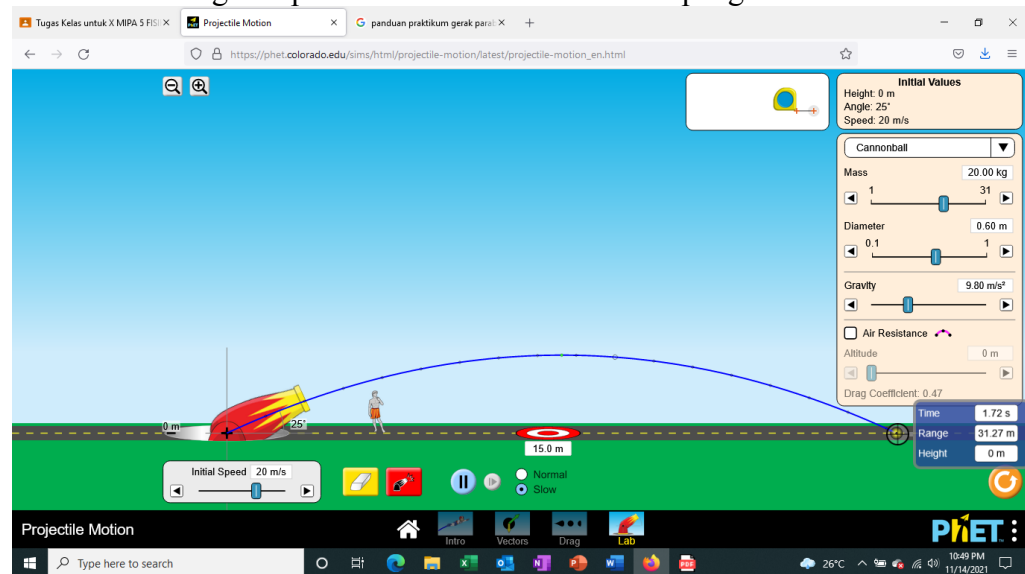 Tugas Kelas untuk X MIPA 5 FISI
Projectile Motion
panduan praktikum gerak para
https://phet.colorado.edu/sims/html/projectile-motion/latest/projectile-motion_en.html
Initial Values
Height: 0 m
Angle: 25°
Speed: 20 m/s
Cannonball
Mass 20.00 kg
1 31
Diameter 0.60 m
0.1 1
Gravity 9.80 m/s²
Air Resistance
Altitude 0 m
Drag Coefficient: 0.47
Time 1.72 s
Range 31.27 m
Height 0 m
0 m
25°
15.0 m
Initial Speed 20 m/s
Normal
Slow
Projectile Motion
Intro
Vectors
Drag
Lab
PhET
Type here to search
26°C
10:49 PM
11/14/2021